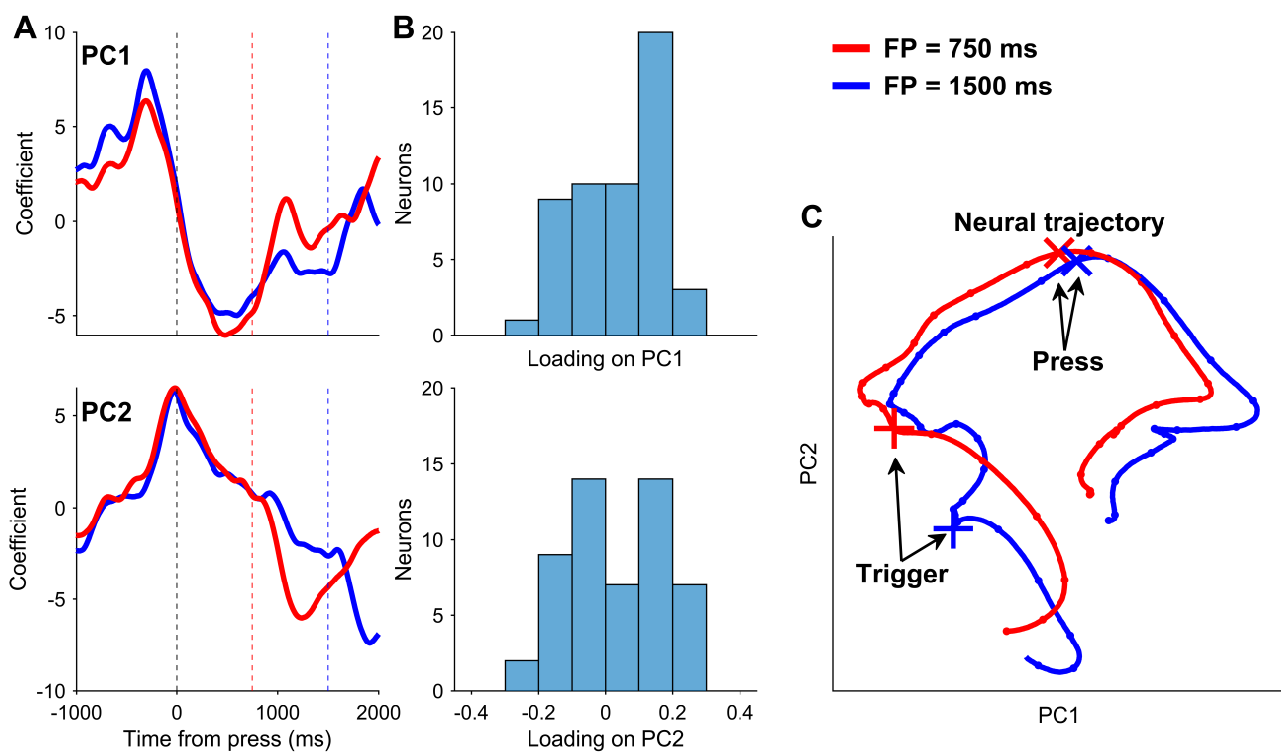 A
PC1
10
5
0
-5
Coefficient
B
20
15
10
5
0
Neurons
Loading on PC1
FP = 750 ms
FP = 1500 ms
PC2
5
0
-5
-10
Coefficient
-1000
0
1000
2000
Time from press (ms)
20
15
10
5
0
Neurons
-0.4
-0.2
0
0.2
0.4
Loading on PC2
C
Neural trajectory
Press
Trigger
PC2
PC1